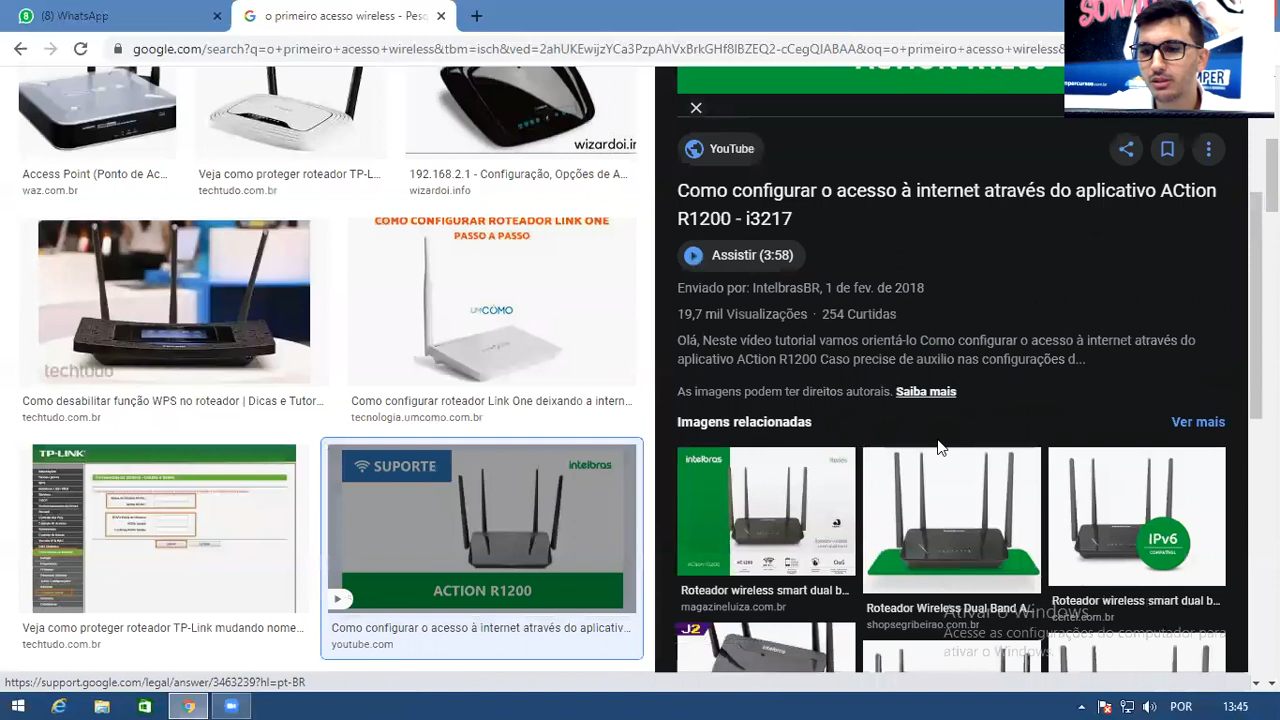 8 (8) WhatsApp
G o primeiro acesso wireless - Pesq
google.com/search?q=o+primeiro+acesso+wireless&tbm=isch&ved=2ahUKEwijzYCa3PzpAhVxBrkGHf8IBZEQ2-cCegQIABAA&oq=o+primeiro+acesso+wireless&
wizardoi.ir
Access Point (Ponto de Ac...
waz.com.br
Veja como proteger roteador TP-L...
techtudo.com.br
192.168.2.1 - Configuração, Opções de A...
wizardoi.info
COMO CONFIGURAR ROTEADOR LINK ONE
PASSO A PASSO
UMCOMO
techtudo
Como desabilitar função WPS no roteador | Dicas e Tutor...
techtudo.com.br
Como configurar roteador Link One deixando a intern...
tecnologia.umcomo.com.br
TP-LINK
SUPORTE
intelbras
ACTION R1200
Veja como proteger roteador TP-Link mudando nome...
techtudo.com.br
Como configurar o acesso à internet através do aplicativ...
youtube.com
YouTube
Como configurar o acesso à internet através do aplicativo ACtion
R1200 - i3217
Assistir (3:58)
Enviado por: IntelbrasBR, 1 de fev. de 2018
19,7 mil Visualizações · 254 Curtidas
Olá, Neste vídeo tutorial vamos orientá-lo Como configurar o acesso à internet através do
aplicativo ACtion R1200 Caso precise de auxilio nas configurações d...
As imagens podem ter direitos autorais. Saiba mais
Imagens relacionadas
Ver mais
intelbras
IPv6
Roteador wireless smart dual b...
magazineluiza.com.br
Roteador Wireless Dual Band A
shopsegribeirao.com.br
Roteador wireless smart dual b...
J2
Ativar o Windows
Acesse as configurações do computador para
ativar o Windows.
https://support.google.com/legal/answer/3463239?hl=pt-BR
POR
13:45